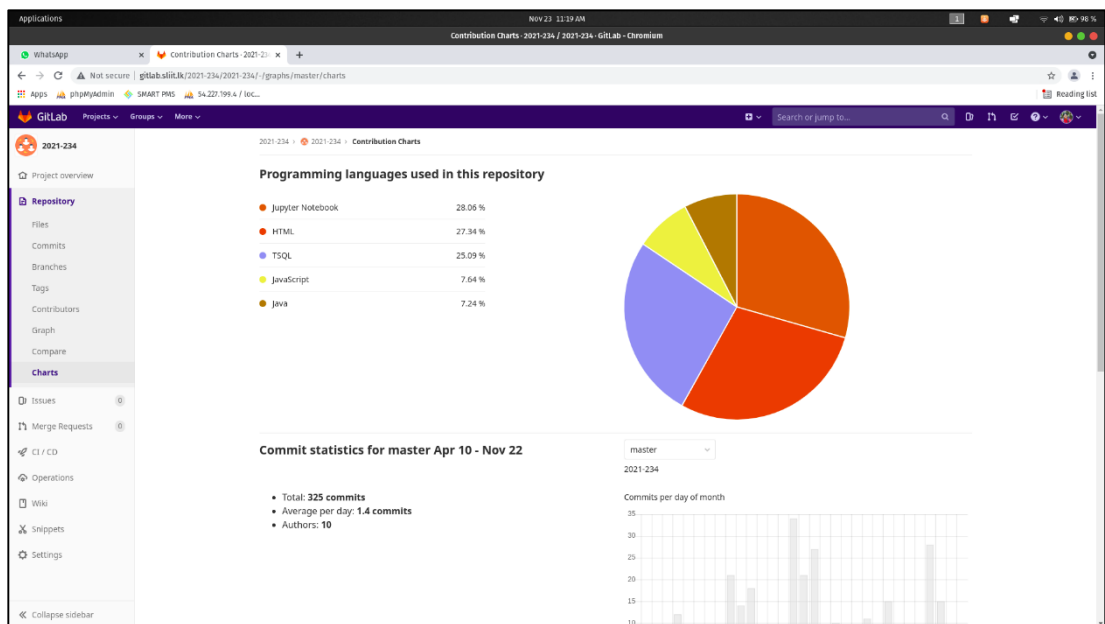 Applications
Nov 23 11:19 AM
1
98 %
Contribution Charts · 2021-234 / 2021-234 · GitLab - Chromium
WhatsApp
Contribution Charts · 2021-23
Not secure | gitlab.sliit.lk/2021-234/2021-234/-/graphs/master/charts
Apps phpMyAdmin SMART PMS 54.227.199.4 / loc... Reading list
GitLab Projects Groups More Search or jump to...
2021-234
Project overview
Repository
Files
Commits
Branches
Tags
Contributors
Graph
Compare
Charts
Issues 0
Merge Requests 0
CI / CD
Operations
Wiki
Snippets
Settings
Collapse sidebar
2021-234 › 2021-234 › Contribution Charts
Programming languages used in this repository
Jupyter Notebook 28.06 %
HTML 27.34 %
TSQL 25.09 %
JavaScript 7.64 %
Java 7.24 %
Commit statistics for master Apr 10 - Nov 22
Total: 325 commits
Average per day: 1.4 commits
Authors: 10
master
2021-234
Commits per day of month
35
30
25
20
15
10